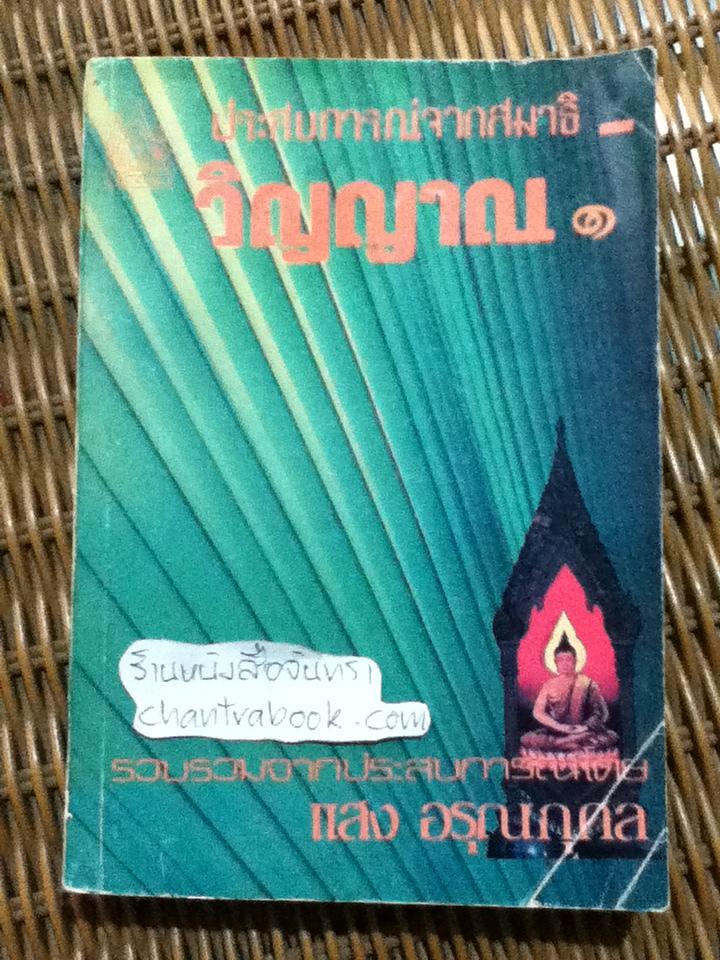 ประสบการณ์จากสมาธิ -
วิญญาณ ๑
ร้านหนังสือจันทรา
chantrabook.com
รวบรวมจากประสบการณ์โดย
แสง อรุณกุศล